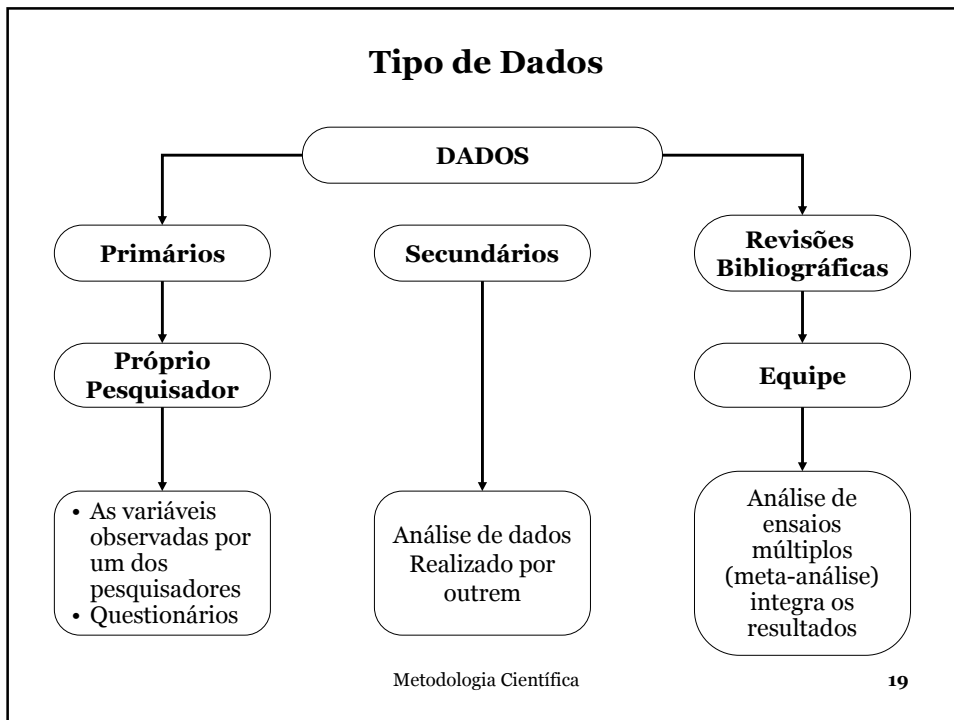 Tipo de Dados
DADOS
Primários
Secundários
Revisões
Bibliográficas
Próprio
Pesquisador
Equipe
• As variáveis
observadas por
um dos
pesquisadores
• Questionários
Análise de dados
Realizado por
outrem
Análise de
ensaios
múltiplos
(meta-análise)
integra os
resultados
Metodologia Científica
19